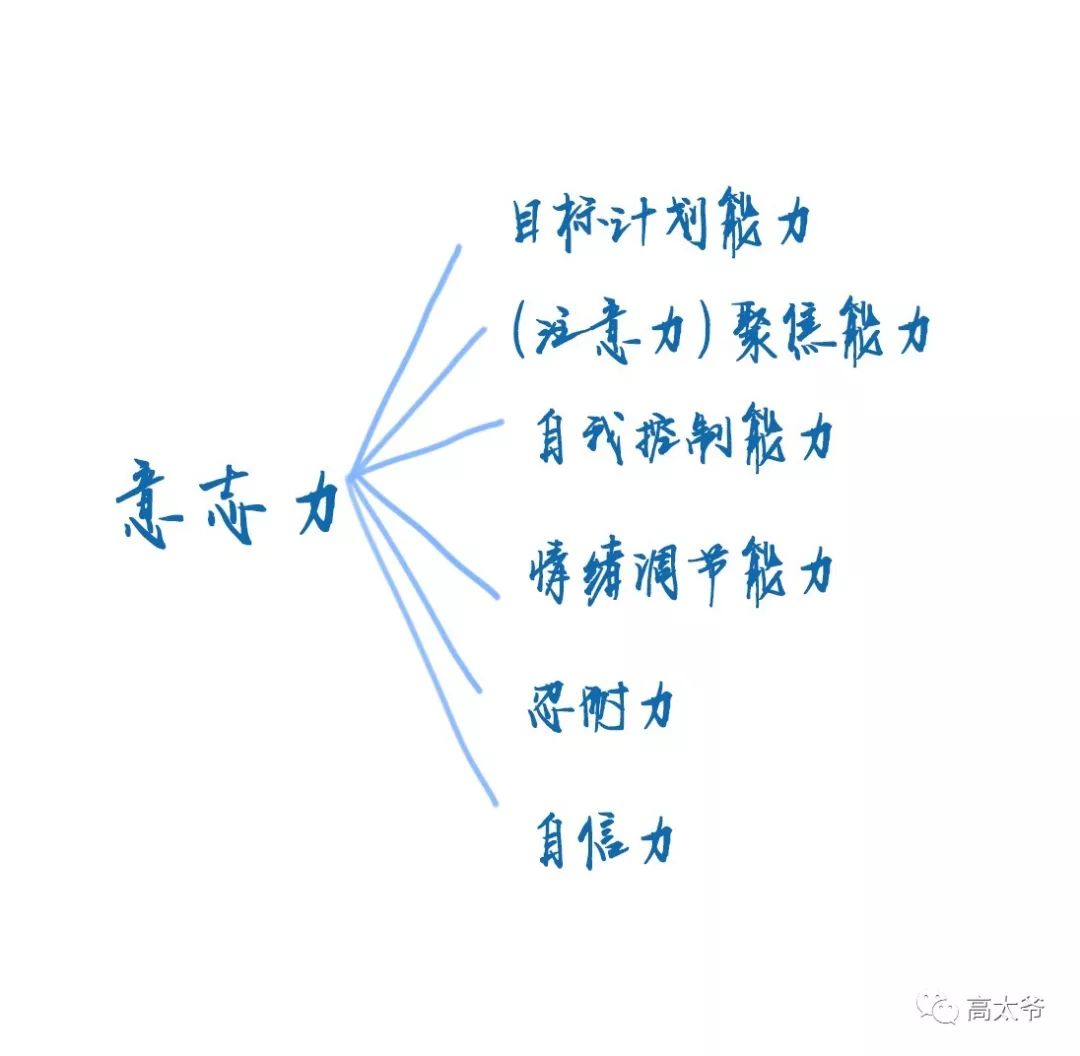 目标计划能力
(注意力)聚焦能力
自我控制能力
意志力
情绪调节能力
忍耐力
自信力
高太爷